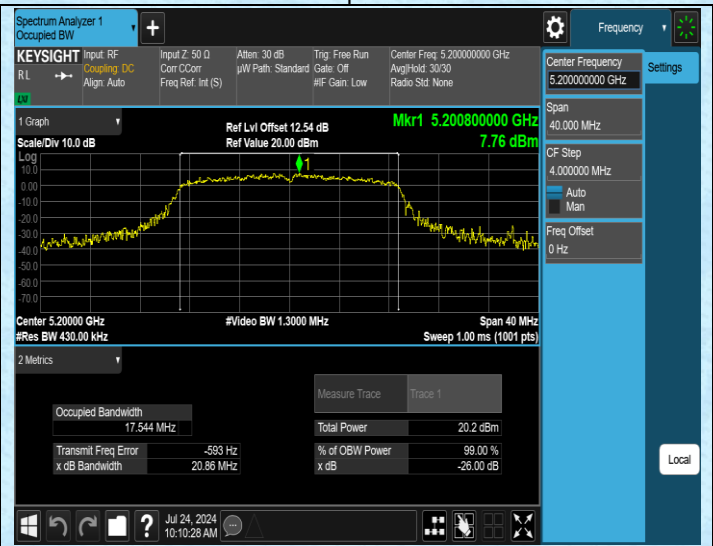 Spectrum Analyzer 1
Occupied BW
+
Frequency
KEYSIGHT
RL
LXI
Input: RF
Coupling: DC
Align: Auto
Input Z: 50 Ω
Corr CCorr
Freq Ref: Int (S)
Atten: 30 dB
µW Path: Standard
Trig: Free Run
Gate: Off
#IF Gain: Low
Center Freq: 5.200000000 GHz
Avg|Hold: 30/30
Radio Std: None
Center Frequency
5.200000000 GHz
Settings
Span
40.000 MHz
CF Step
4.000000 MHz
Auto
Man
Freq Offset
0 Hz
1 Graph
Scale/Div 10.0 dB
Ref Lvl Offset 12.54 dB
Ref Value 20.00 dBm
Mkr1 5.200800000 GHz
7.76 dBm
Log
10.0
0.00
-10.0
-20.0
-30.0
-40.0
-50.0
-60.0
-70.0
1
Center 5.20000 GHz
#Res BW 430.00 kHz
#Video BW 1.3000 MHz
Span 40 MHz
Sweep 1.00 ms (1001 pts)
2 Metrics
Measure Trace Trace 1
Occupied Bandwidth
17.544 MHz
Total Power 20.2 dBm
Transmit Freq Error -593 Hz
% of OBW Power 99.00 %
x dB Bandwidth 20.86 MHz
x dB -26.00 dB
Local
?
Jul 24, 2024
10:10:28 AM